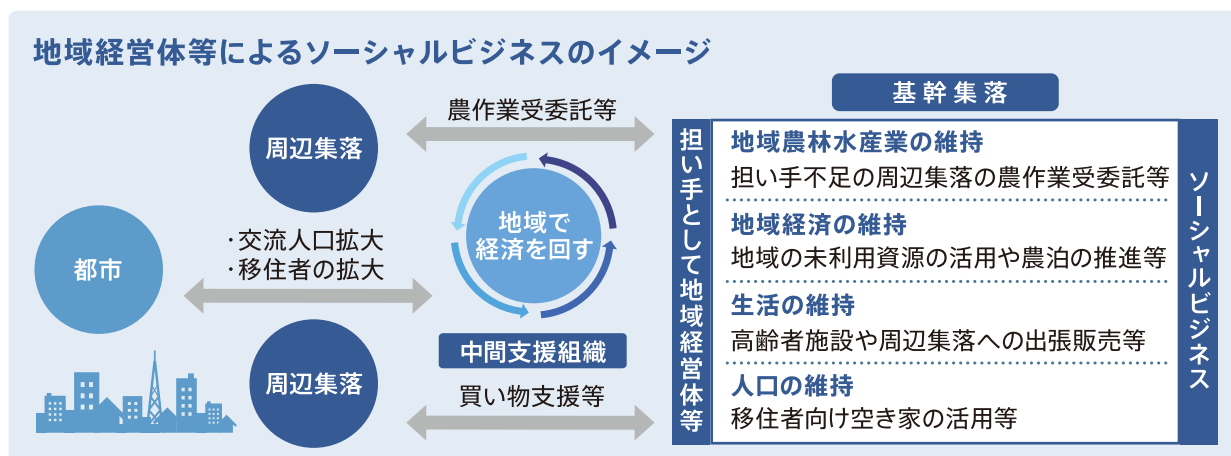 地域経営体等によるソーシャルビジネスのイメージ
周辺集落
農作業受委託等
都市
・交流人口拡大
・移住者の拡大
地域で
経済を回す
中間支援組織
周辺集落
買い物支援等
基幹集落
担い手として地域経営体等
地域農林水産業の維持
担い手不足の周辺集落の農作業受委託等
地域経済の維持
地域の未利用資源の活用や農泊の推進等
生活の維持
高齢者施設や周辺集落への出張販売等
人口の維持
移住者向け空き家の活用等
ソーシャルビジネス